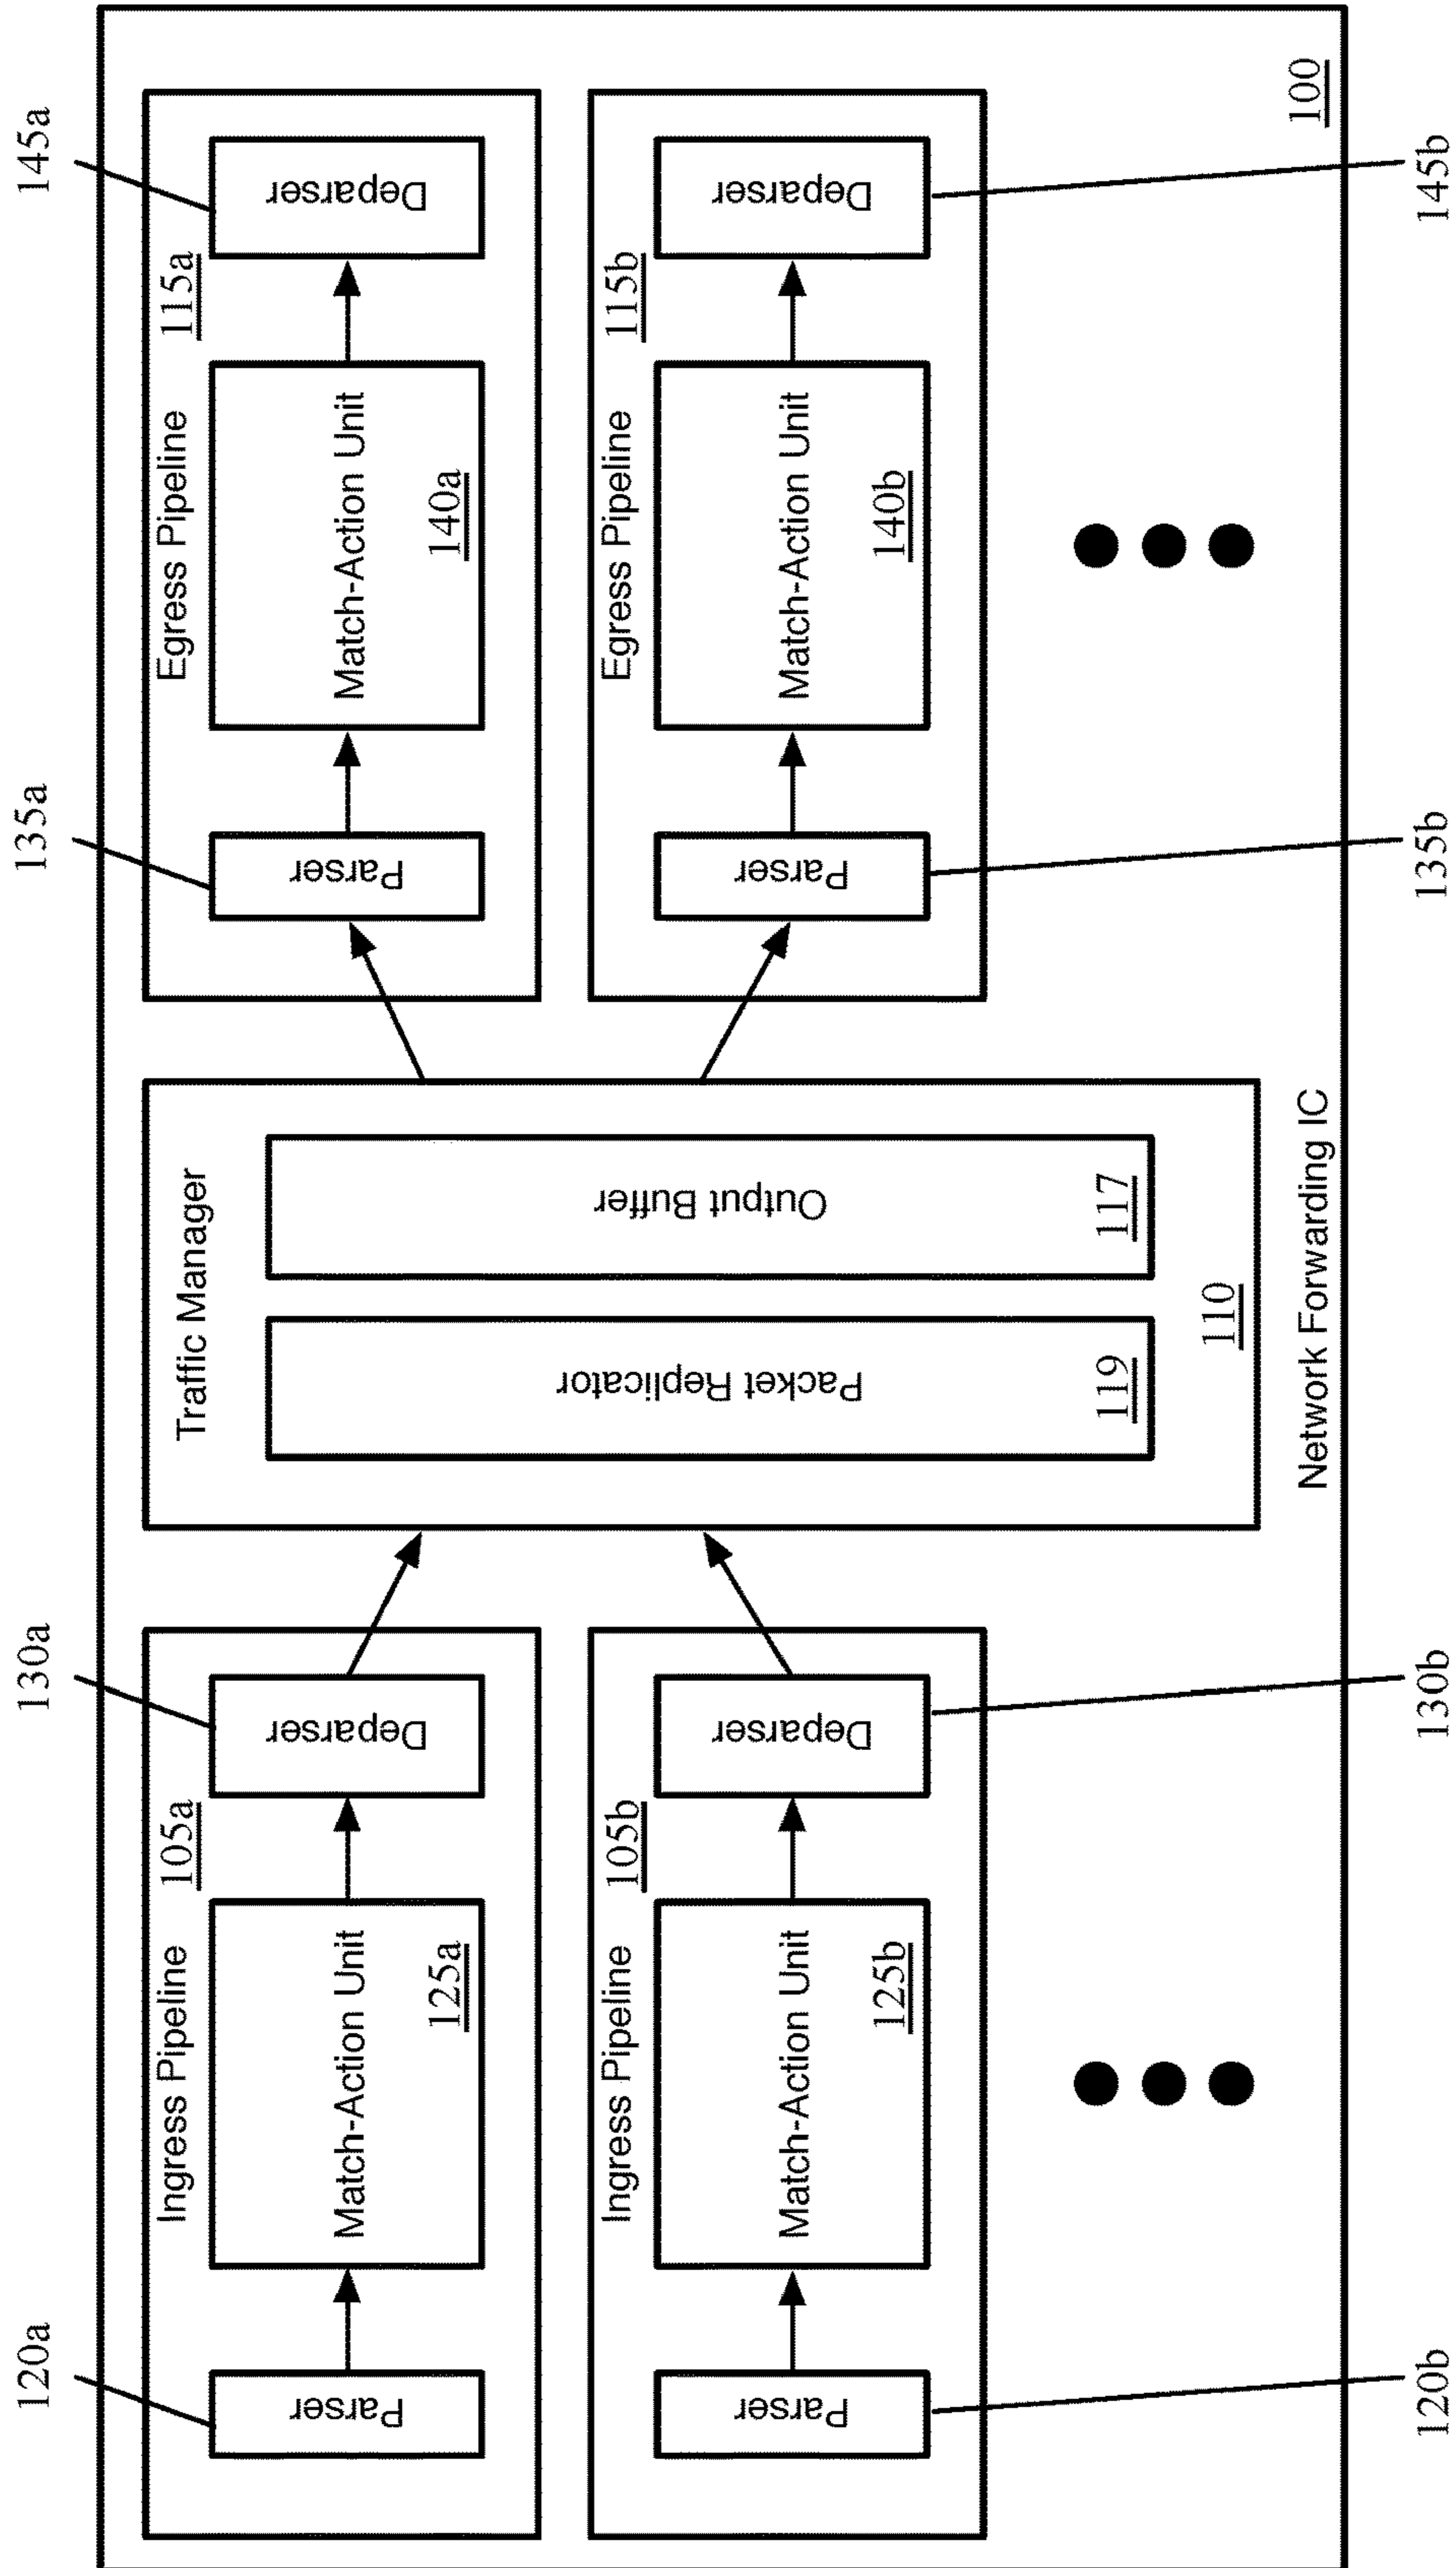 120a
130a
135a
145a
Ingress Pipeline
105a
Parser
Match-Action Unit
125a
Deparser
Ingress Pipeline
105b
Parser
Match-Action Unit
125b
Deparser
Traffic Manager
Packet Replicator
119
Output Buffer
117
110
Egress Pipeline
115a
Parser
Match-Action Unit
140a
Deparser
Egress Pipeline
115b
Parser
Match-Action Unit
140b
Deparser
Network Forwarding IC
100
120b
130b
135b
145b